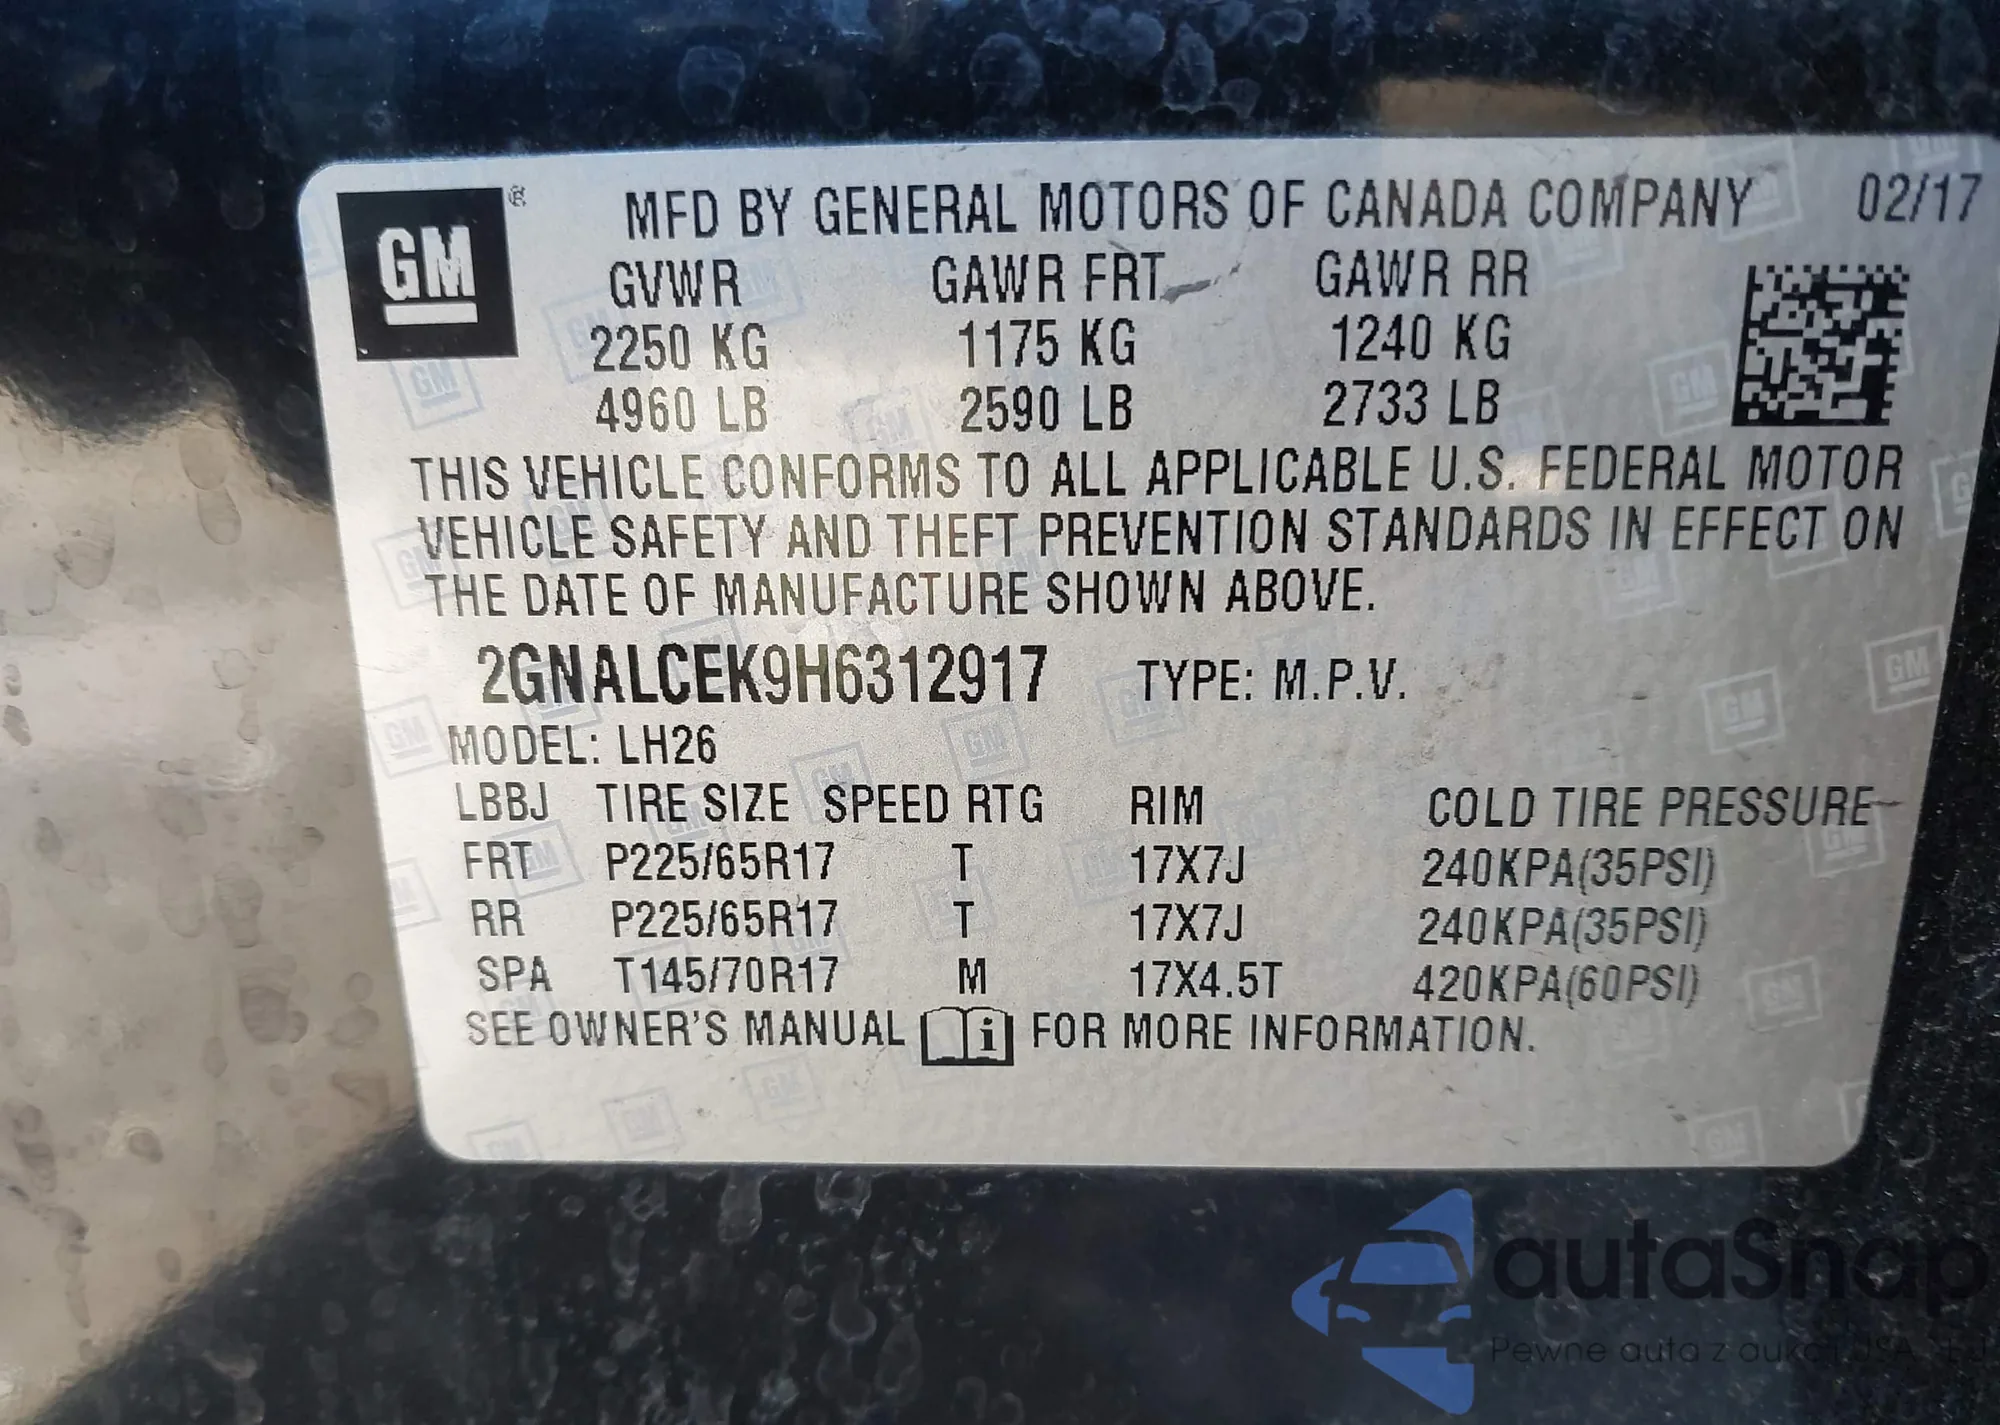 GM ®
MFD BY GENERAL MOTORS OF CANADA COMPANY 02/17
GVWR GAWR FRT GAWR RR
2250 KG 1175 KG 1240 KG
4960 LB 2590 LB 2733 LB
THIS VEHICLE CONFORMS TO ALL APPLICABLE U.S. FEDERAL MOTOR
VEHICLE SAFETY AND THEFT PREVENTION STANDARDS IN EFFECT ON
THE DATE OF MANUFACTURE SHOWN ABOVE.
2GNALCEK9H6312917 TYPE: M.P.V.
MODEL: LH26
LBBJ TIRE SIZE SPEED RTG RIM COLD TIRE PRESSURE
FRT P225/65R17 T 17X7J 240KPA(35PSI)
RR P225/65R17 T 17X7J 240KPA(35PSI)
SPA T145/70R17 M 17X4.5T 420KPA(60PSI)
SEE OWNER'S MANUAL i FOR MORE INFORMATION.
autaSnap
Pewne auta z aukcji USA